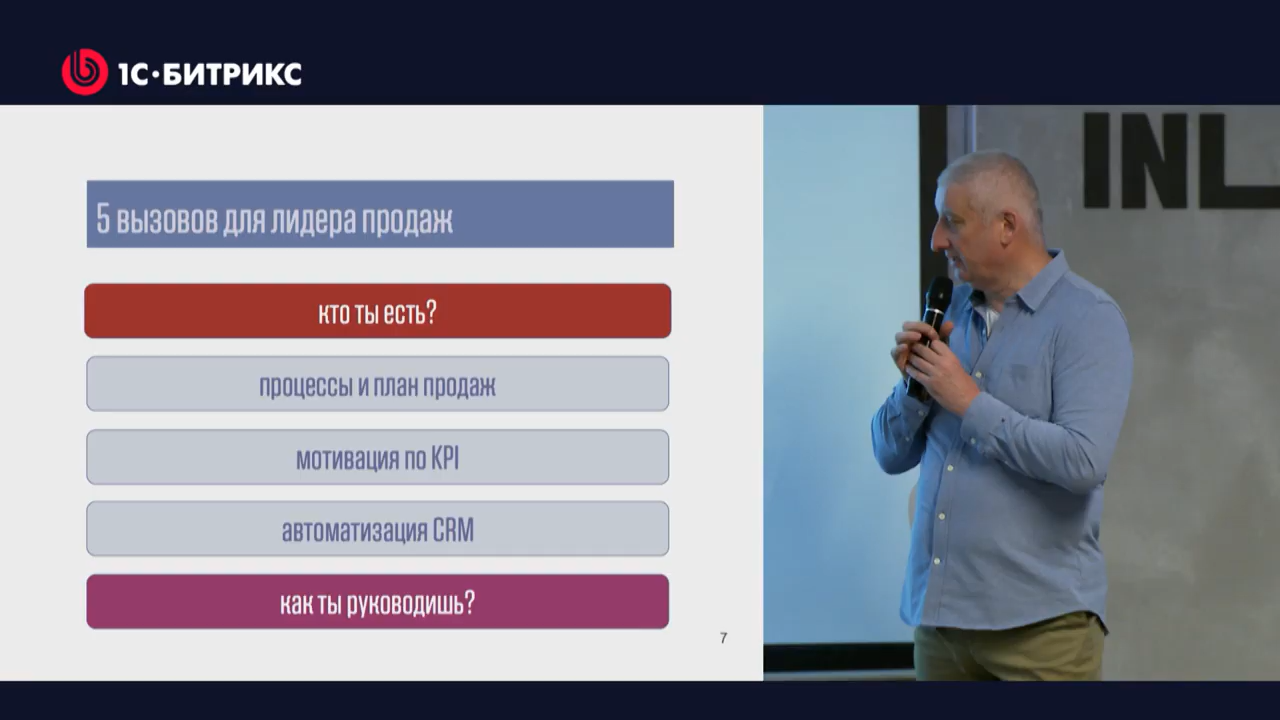 1С·БИТРИКС
5 вызовов для лидера продаж
кто ты есть?
процессы и план продаж
мотивация по KPI
автоматизация CRM
как ты руководишь?
7
INL